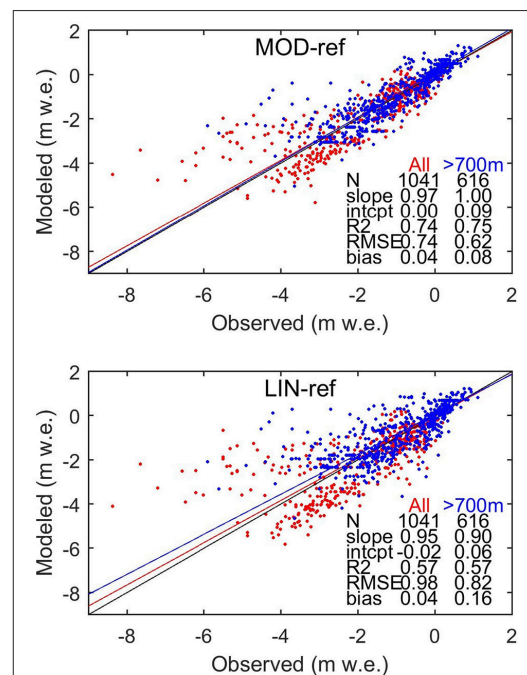 MOD-ref
2
0
-2
-4
-6
-8
Modeled (m w.e.)
All >700m
N 1041 616
slope 0.97 1.00
intcpt 0.00 0.09
R2 0.74 0.75
RMSE 0.74 0.62
bias 0.04 0.08
-8 -6 -4 -2 0 2
Observed (m w.e.)
LIN-ref
2
0
-2
-4
-6
-8
Modeled (m w.e.)
All >700m
N 1041 616
slope 0.95 0.90
intcpt -0.02 0.06
R2 0.57 0.57
RMSE 0.98 0.82
bias 0.04 0.16
-8 -6 -4 -2 0 2
Observed (m w.e.)